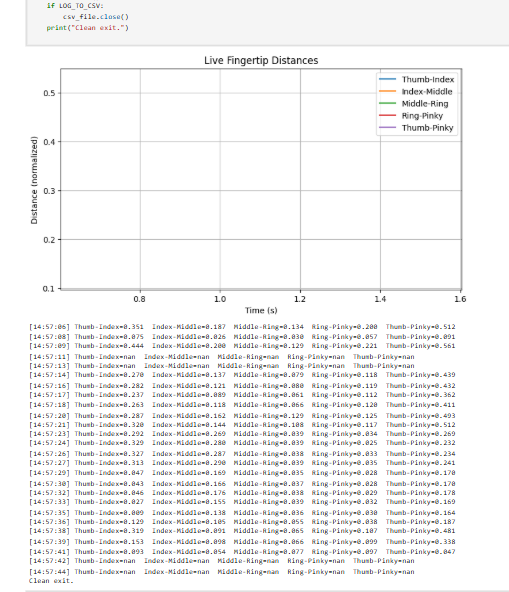 if LOG_TO_CSV:
csv_file.close()
print("Clean exit.")
Live Fingertip Distances
Thumb-Index
Index-Middle
Middle-Ring
Ring-Pinky
Thumb-Pinky
Distance (normalized)
0.5
0.4
0.3
0.2
0.1
0.8 1.0 1.2 1.4 1.6
Time (s)
[14:57:06] Thumb-Index=0.351 Index-Middle=0.187 Middle-Ring=0.134 Ring-Pinky=0.200 Thumb-Pinky=0.512
[14:57:08] Thumb-Index=0.075 Index-Middle=0.026 Middle-Ring=0.030 Ring-Pinky=0.057 Thumb-Pinky=0.091
[14:57:09] Thumb-Index=0.444 Index-Middle=0.200 Middle-Ring=0.129 Ring-Pinky=0.221 Thumb-Pinky=0.561
[14:57:11] Thumb-Index=nan Index-Middle=nan Middle-Ring=nan Ring-Pinky=nan Thumb-Pinky=nan
[14:57:13] Thumb-Index=nan Index-Middle=nan Middle-Ring=nan Ring-Pinky=nan Thumb-Pinky=nan
[14:57:14] Thumb-Index=0.270 Index-Middle=0.137 Middle-Ring=0.079 Ring-Pinky=0.118 Thumb-Pinky=0.439
[14:57:16] Thumb-Index=0.282 Index-Middle=0.121 Middle-Ring=0.080 Ring-Pinky=0.119 Thumb-Pinky=0.432
[14:57:17] Thumb-Index=0.237 Index-Middle=0.089 Middle-Ring=0.061 Ring-Pinky=0.112 Thumb-Pinky=0.362
[14:57:18] Thumb-Index=0.263 Index-Middle=0.118 Middle-Ring=0.066 Ring-Pinky=0.120 Thumb-Pinky=0.411
[14:57:20] Thumb-Index=0.287 Index-Middle=0.162 Middle-Ring=0.129 Ring-Pinky=0.125 Thumb-Pinky=0.493
[14:57:21] Thumb-Index=0.320 Index-Middle=0.144 Middle-Ring=0.108 Ring-Pinky=0.117 Thumb-Pinky=0.512
[14:57:23] Thumb-Index=0.292 Index-Middle=0.269 Middle-Ring=0.039 Ring-Pinky=0.034 Thumb-Pinky=0.269
[14:57:24] Thumb-Index=0.329 Index-Middle=0.280 Middle-Ring=0.039 Ring-Pinky=0.025 Thumb-Pinky=0.232
[14:57:26] Thumb-Index=0.327 Index-Middle=0.287 Middle-Ring=0.038 Ring-Pinky=0.033 Thumb-Pinky=0.234
[14:57:27] Thumb-Index=0.313 Index-Middle=0.290 Middle-Ring=0.039 Ring-Pinky=0.035 Thumb-Pinky=0.241
[14:57:29] Thumb-Index=0.047 Index-Middle=0.169 Middle-Ring=0.035 Ring-Pinky=0.028 Thumb-Pinky=0.170
[14:57:30] Thumb-Index=0.043 Index-Middle=0.166 Middle-Ring=0.037 Ring-Pinky=0.028 Thumb-Pinky=0.170
[14:57:32] Thumb-Index=0.046 Index-Middle=0.176 Middle-Ring=0.038 Ring-Pinky=0.029 Thumb-Pinky=0.178
[14:57:33] Thumb-Index=0.027 Index-Middle=0.155 Middle-Ring=0.039 Ring-Pinky=0.032 Thumb-Pinky=0.169
[14:57:35] Thumb-Index=0.009 Index-Middle=0.138 Middle-Ring=0.036 Ring-Pinky=0.030 Thumb-Pinky=0.164
[14:57:36] Thumb-Index=0.129 Index-Middle=0.105 Middle-Ring=0.055 Ring-Pinky=0.038 Thumb-Pinky=0.187
[14:57:38] Thumb-Index=0.319 Index-Middle=0.091 Middle-Ring=0.065 Ring-Pinky=0.107 Thumb-Pinky=0.481
[14:57:39] Thumb-Index=0.153 Index-Middle=0.098 Middle-Ring=0.066 Ring-Pinky=0.099 Thumb-Pinky=0.338
[14:57:41] Thumb-Index=0.093 Index-Middle=0.054 Middle-Ring=0.077 Ring-Pinky=0.097 Thumb-Pinky=0.047
[14:57:42] Thumb-Index=nan Index-Middle=nan Middle-Ring=nan Ring-Pinky=nan Thumb-Pinky=nan
[14:57:44] Thumb-Index=nan Index-Middle=nan Middle-Ring=nan Ring-Pinky=nan Thumb-Pinky=nan
Clean exit.